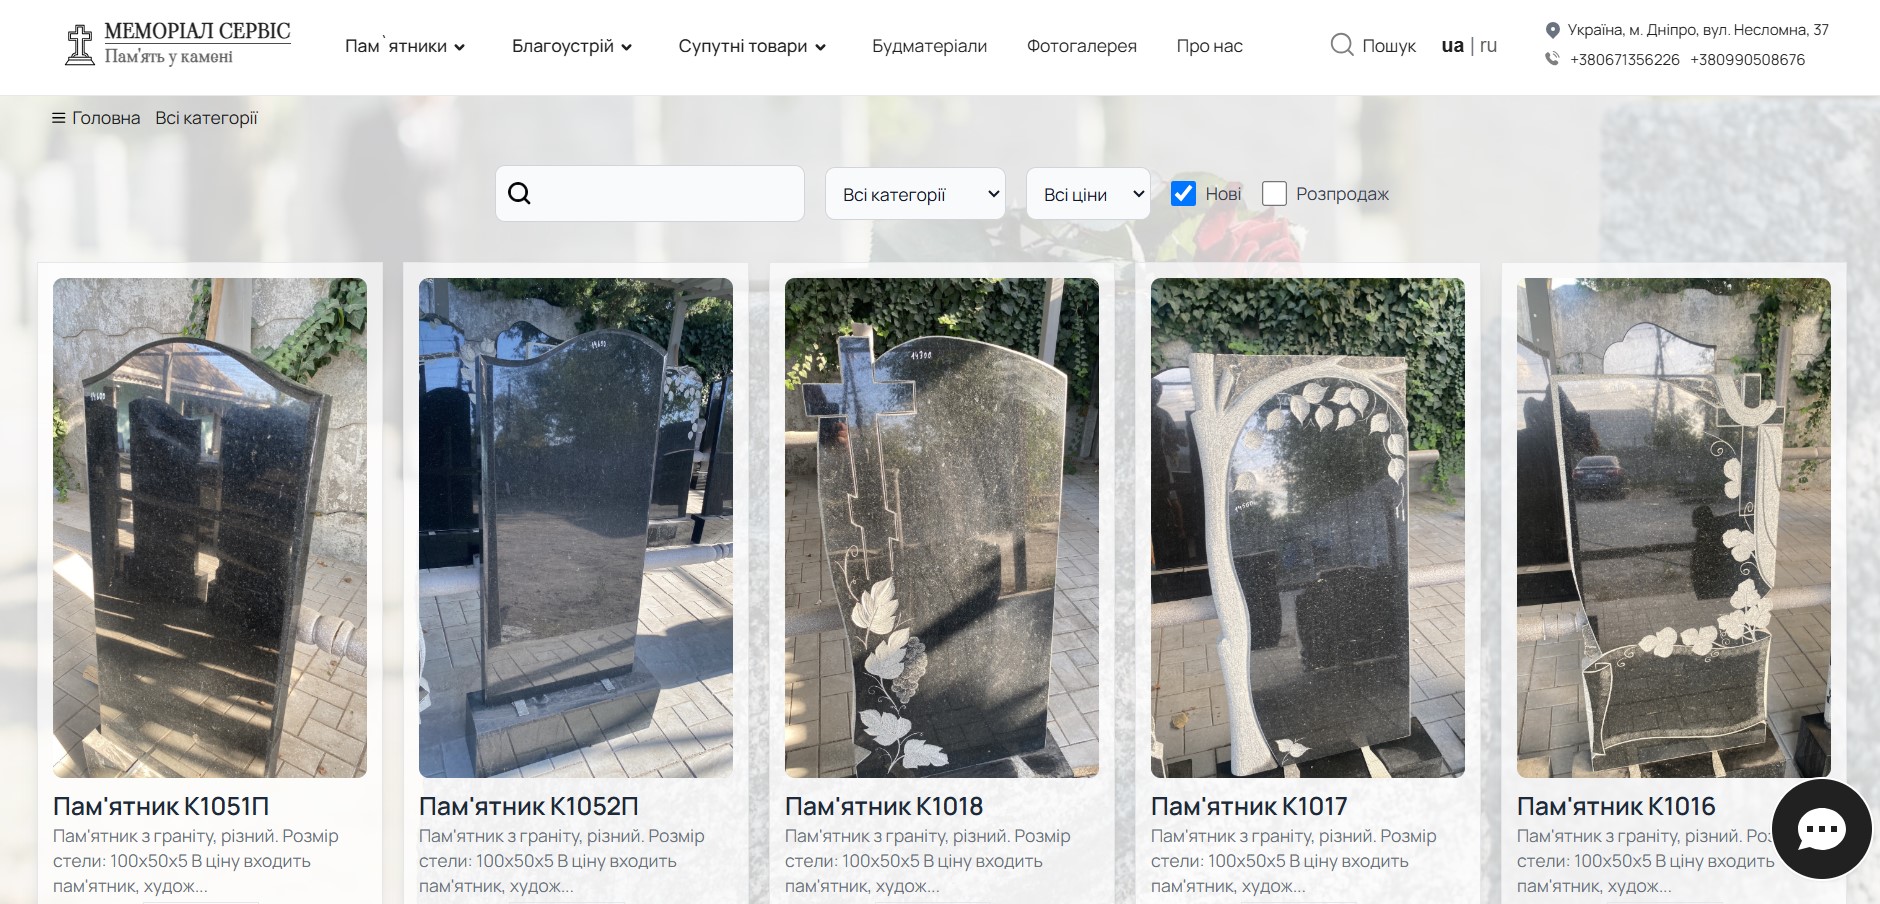 МЕМОРІАЛ СЕРВІС
Пам'ять у камені
Пам`ятники
Благоустрій
Супутні товари
Будматеріали
Фотогалерея
Про нас
Пошук
ua | ru
Україна, м. Дніпро, вул. Несломна, 37
+380671356226 +380990508676
Головна Всі категорії
Всі категорії
Всі ціни
Нові
Розпродаж
14600
14300
Пам'ятник К1051П
Пам'ятник з граніту, різний. Розмір
стели: 100х50х5 В ціну входить
пам'ятник, худож...
Пам'ятник К1052П
Пам'ятник з граніту, різний. Розмір
стели: 100х50х5 В ціну входить
пам'ятник, худож...
Пам'ятник К1018
Пам'ятник з граніту, різний. Розмір
стели: 100х50х5 В ціну входить
пам'ятник, худож...
Пам'ятник К1017
Пам'ятник з граніту, різний. Розмір
стели: 100х50х5 В ціну входить
пам'ятник, худож...
Пам'ятник К1016
Пам'ятник з граніту, різний. Роз
стели: 100х50х5 В ціну входить
пам'ятник, худож...